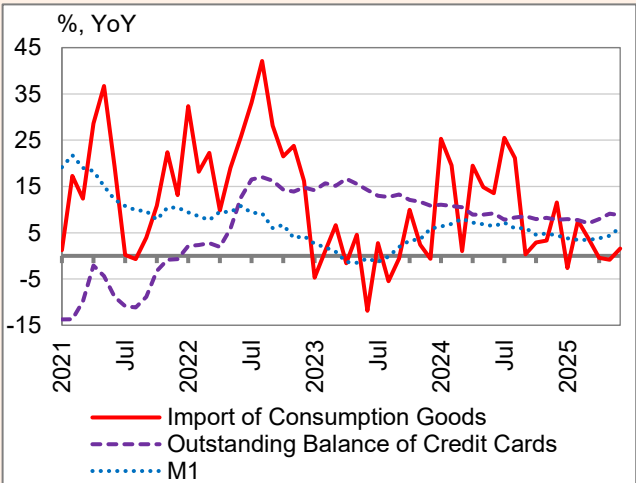 %, YoY
45
35
25
15
5
-5
-15
2021
Jul
2022
Jul
2023
Jul
2024
Jul
2025
Import of Consumption Goods
Outstanding Balance of Credit Cards
M1